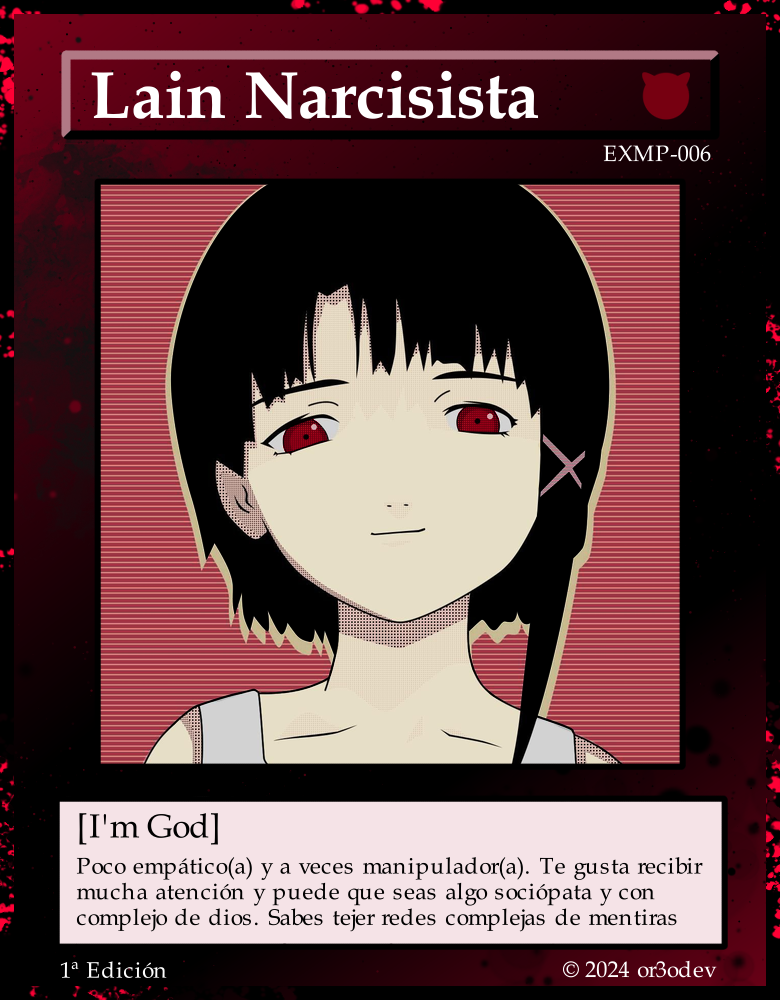 Lain Narcisista
EXMP-006
[I'm God]
Poco empático(a) y a veces manipulador(a). Te gusta recibir
mucha atención y puede que seas algo sociópata y con
complejo de dios. Sabes tejer redes complejas de mentiras
1ª Edición
© 2024 or3odev